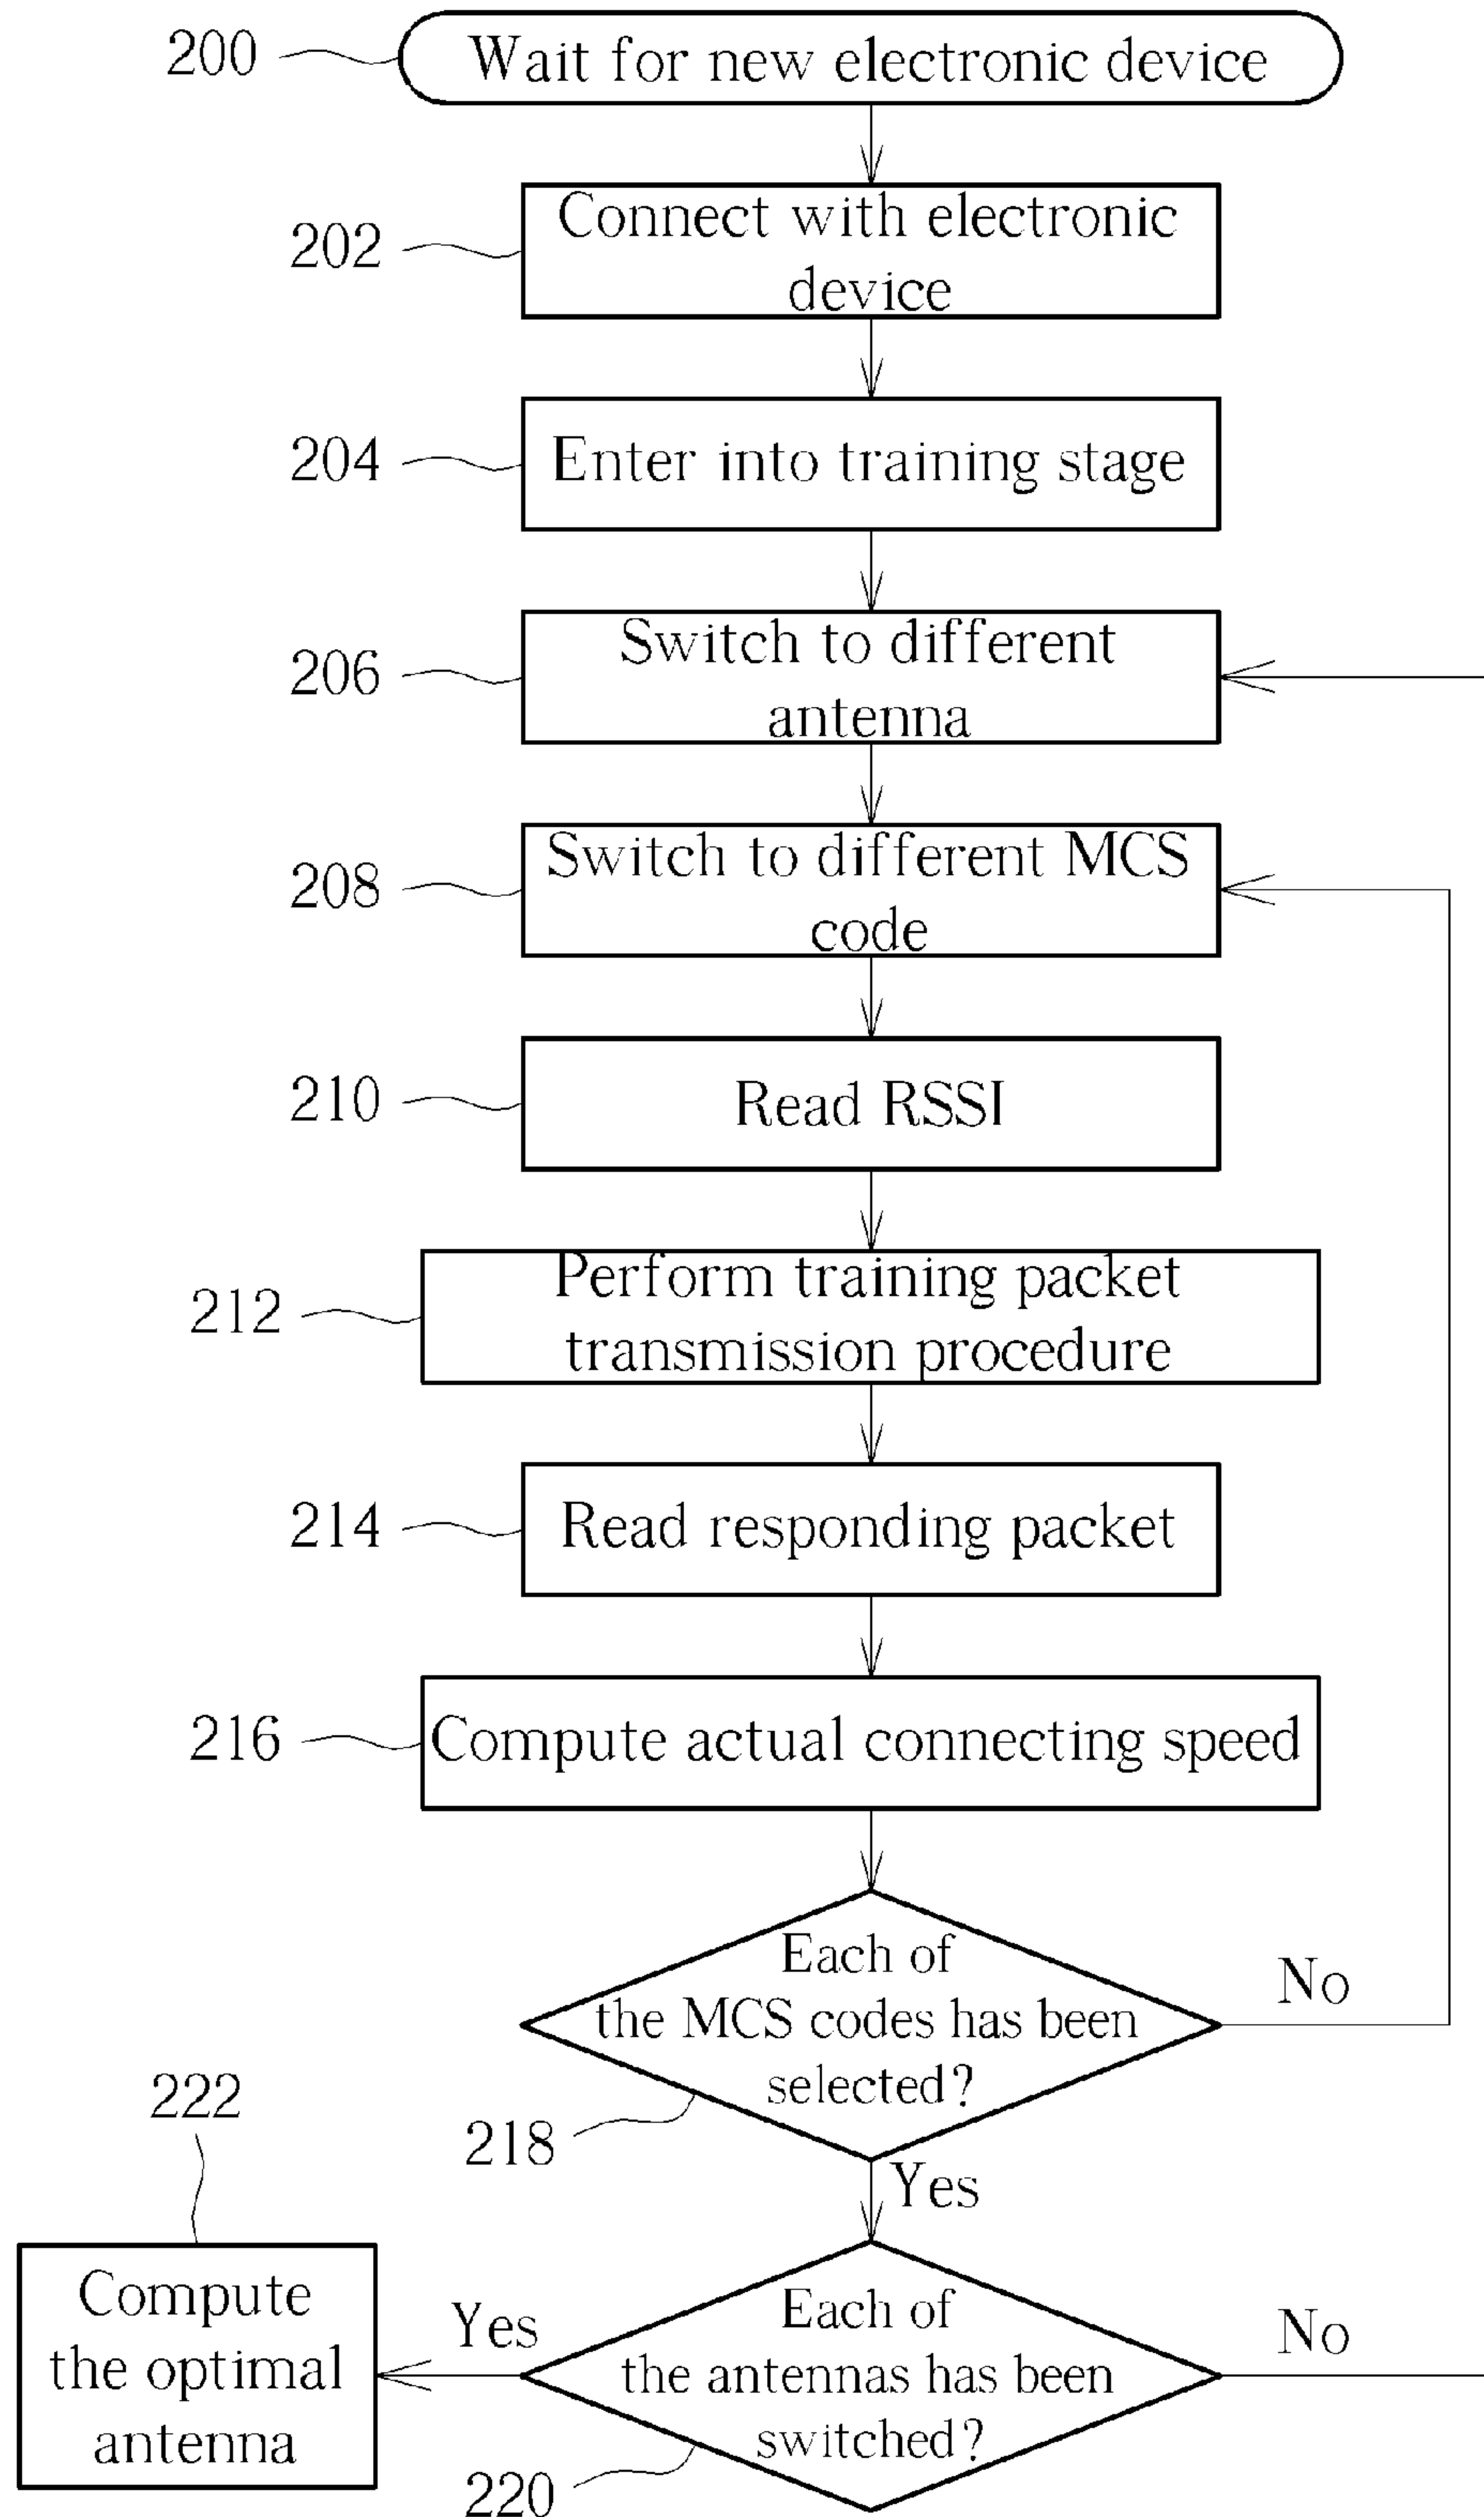 200
Wait for new electronic device
202
Connect with electronic
device
204
Enter into training stage
206
Switch to different
antenna
208
Switch to different MCS
code
210
Read RSSI
212
Perform training packet
transmission procedure
214
Read responding packet
216
Compute actual connecting speed
Each of
the MCS codes has been
selected?
No
218
Yes
222
Compute
the optimal
antenna
Yes
Each of
the antennas has been
switched?
No
220